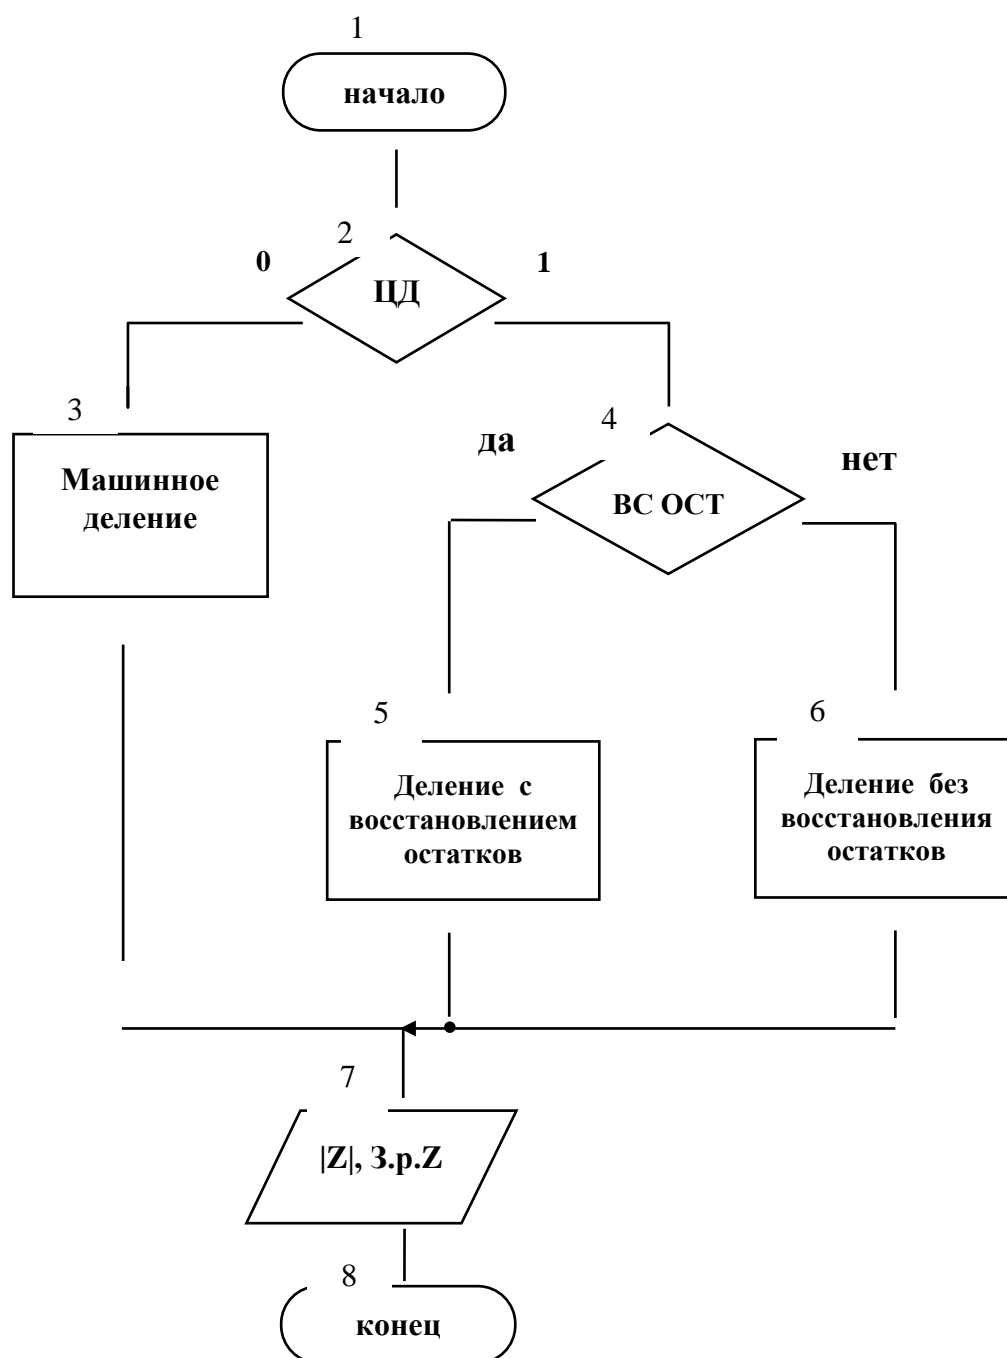 1
начало
2
0
1
ЦД
3
Машинное
деление
4
да
нет
ВС ОСТ
5
Деление с
восстановлением
остатков
6
Деление без
восстановления
остатков
7
|Z|, З.р.Z
8
конец